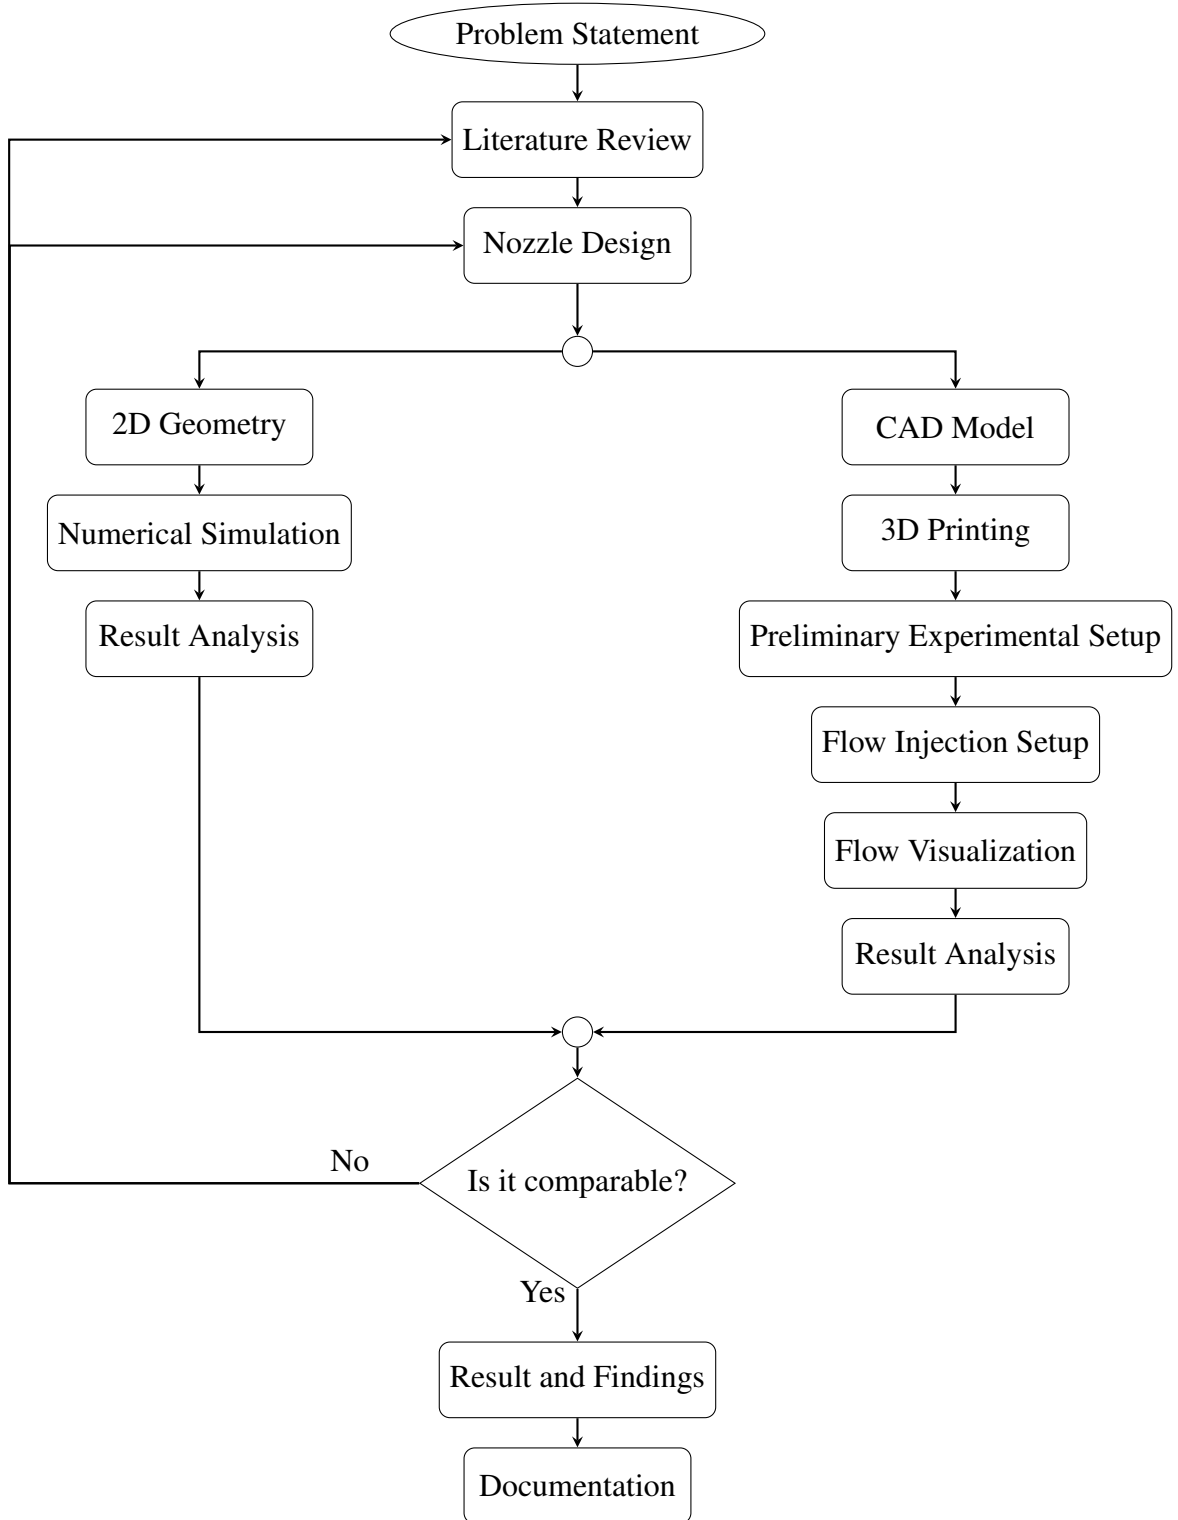 Problem Statement
Literature Review
Nozzle Design
2D Geometry
Numerical Simulation
Result Analysis
CAD Model
3D Printing
Preliminary Experimental Setup
Flow Injection Setup
Flow Visualization
Result Analysis
Is it comparable?
No
Yes
Result and Findings
Documentation